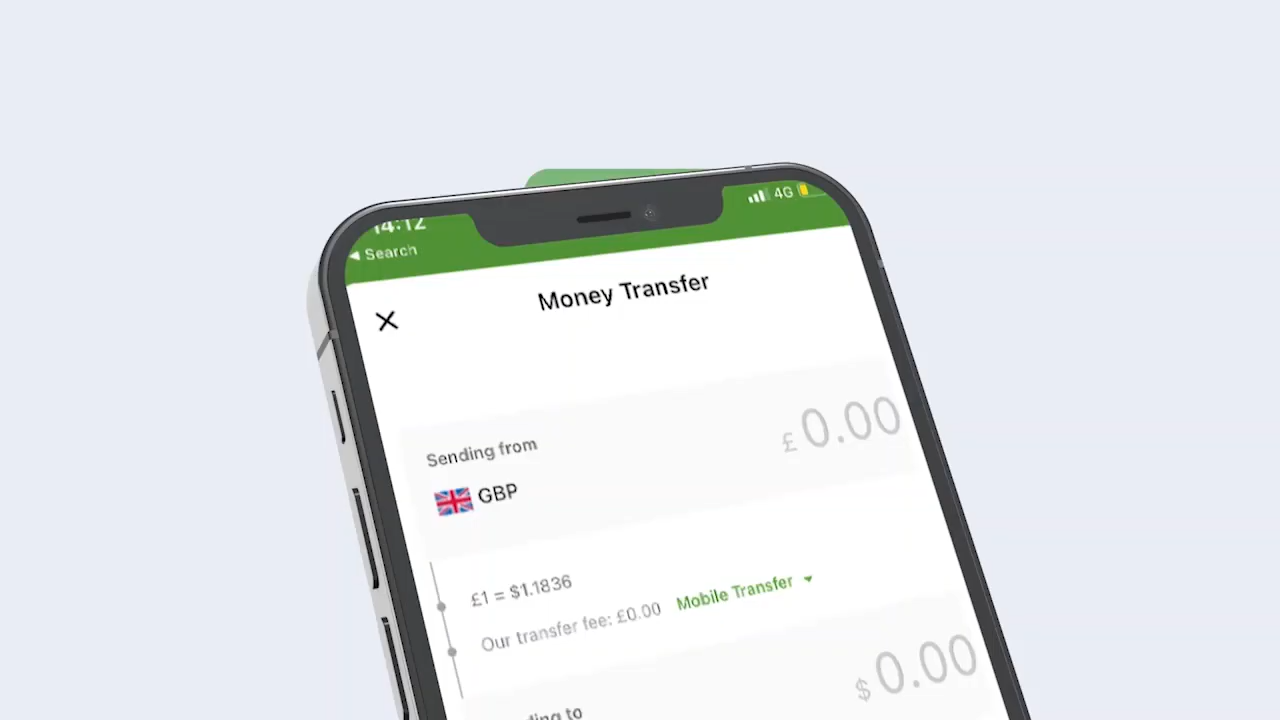 14:12
4G
Search
Money Transfer
£ 0.00
Sending from
GBP
£1 = $1.1836
Our transfer fee: £0.00 Mobile Transfer
$ 0.00
to